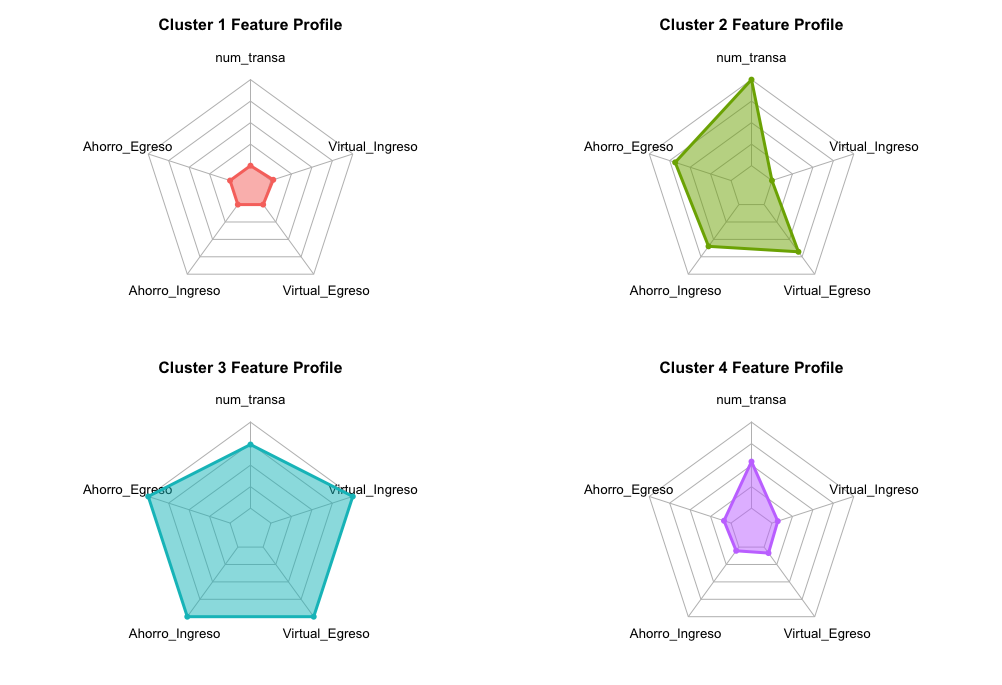 Cluster 1 Feature Profile
num_transa
Ahorro_Egreso
Virtual_Ingreso
Ahorro_Ingreso
Virtual_Egreso
Cluster 2 Feature Profile
num_transa
Ahorro_Egreso
Virtual_Ingreso
Ahorro_Ingreso
Virtual_Egreso
Cluster 3 Feature Profile
num_transa
Ahorro_Egreso
Virtual_Ingreso
Ahorro_Ingreso
Virtual_Egreso
Cluster 4 Feature Profile
num_transa
Ahorro_Egreso
Virtual_Ingreso
Ahorro_Ingreso
Virtual_Egreso